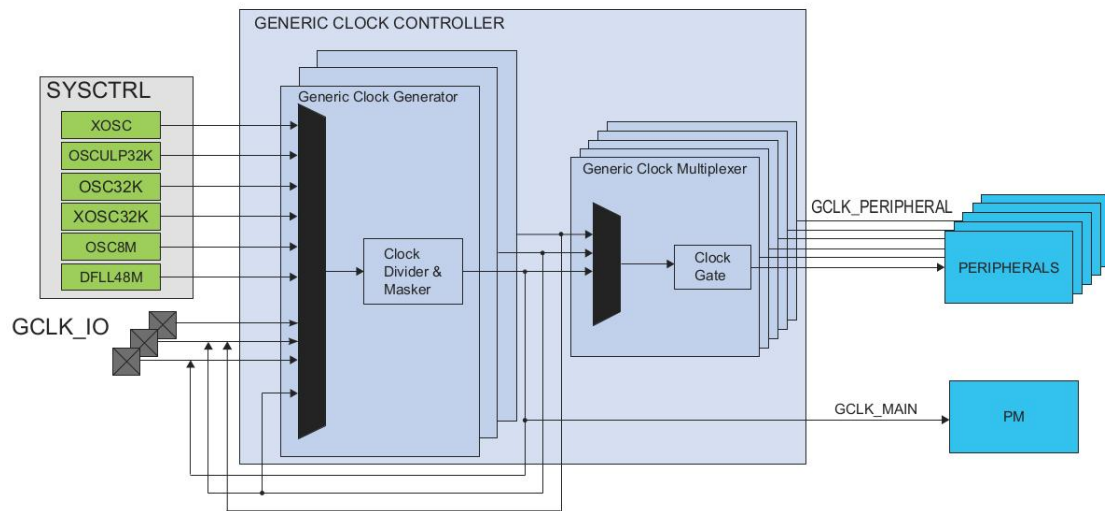 GENERIC CLOCK CONTROLLER
SYSCTRL
XOSC
OSCULP32K
OSC32K
XOSC32K
OSC8M
DFLL48M
GCLK_IO
Generic Clock Generator
Clock
Divider &
Masker
Generic Clock Multiplexer
Clock
Gate
GCLK_PERIPHERAL
PERIPHERALS
GCLK_MAIN
PM